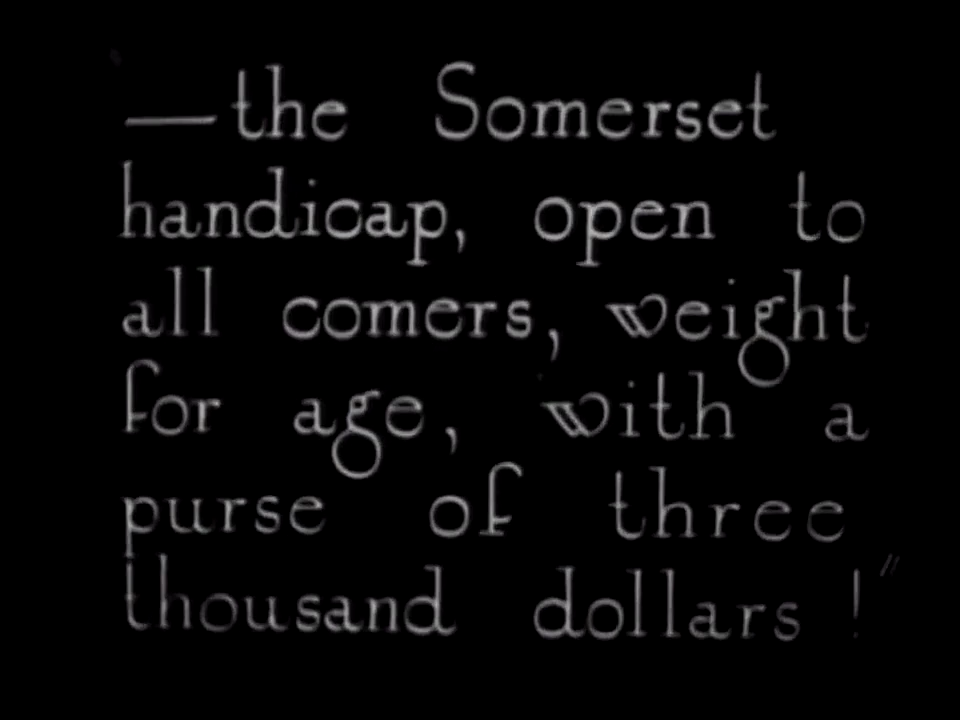 —the Somerset
handicap, open to
all comers, weight
for age, with a
purse of three
thousand dollars!"